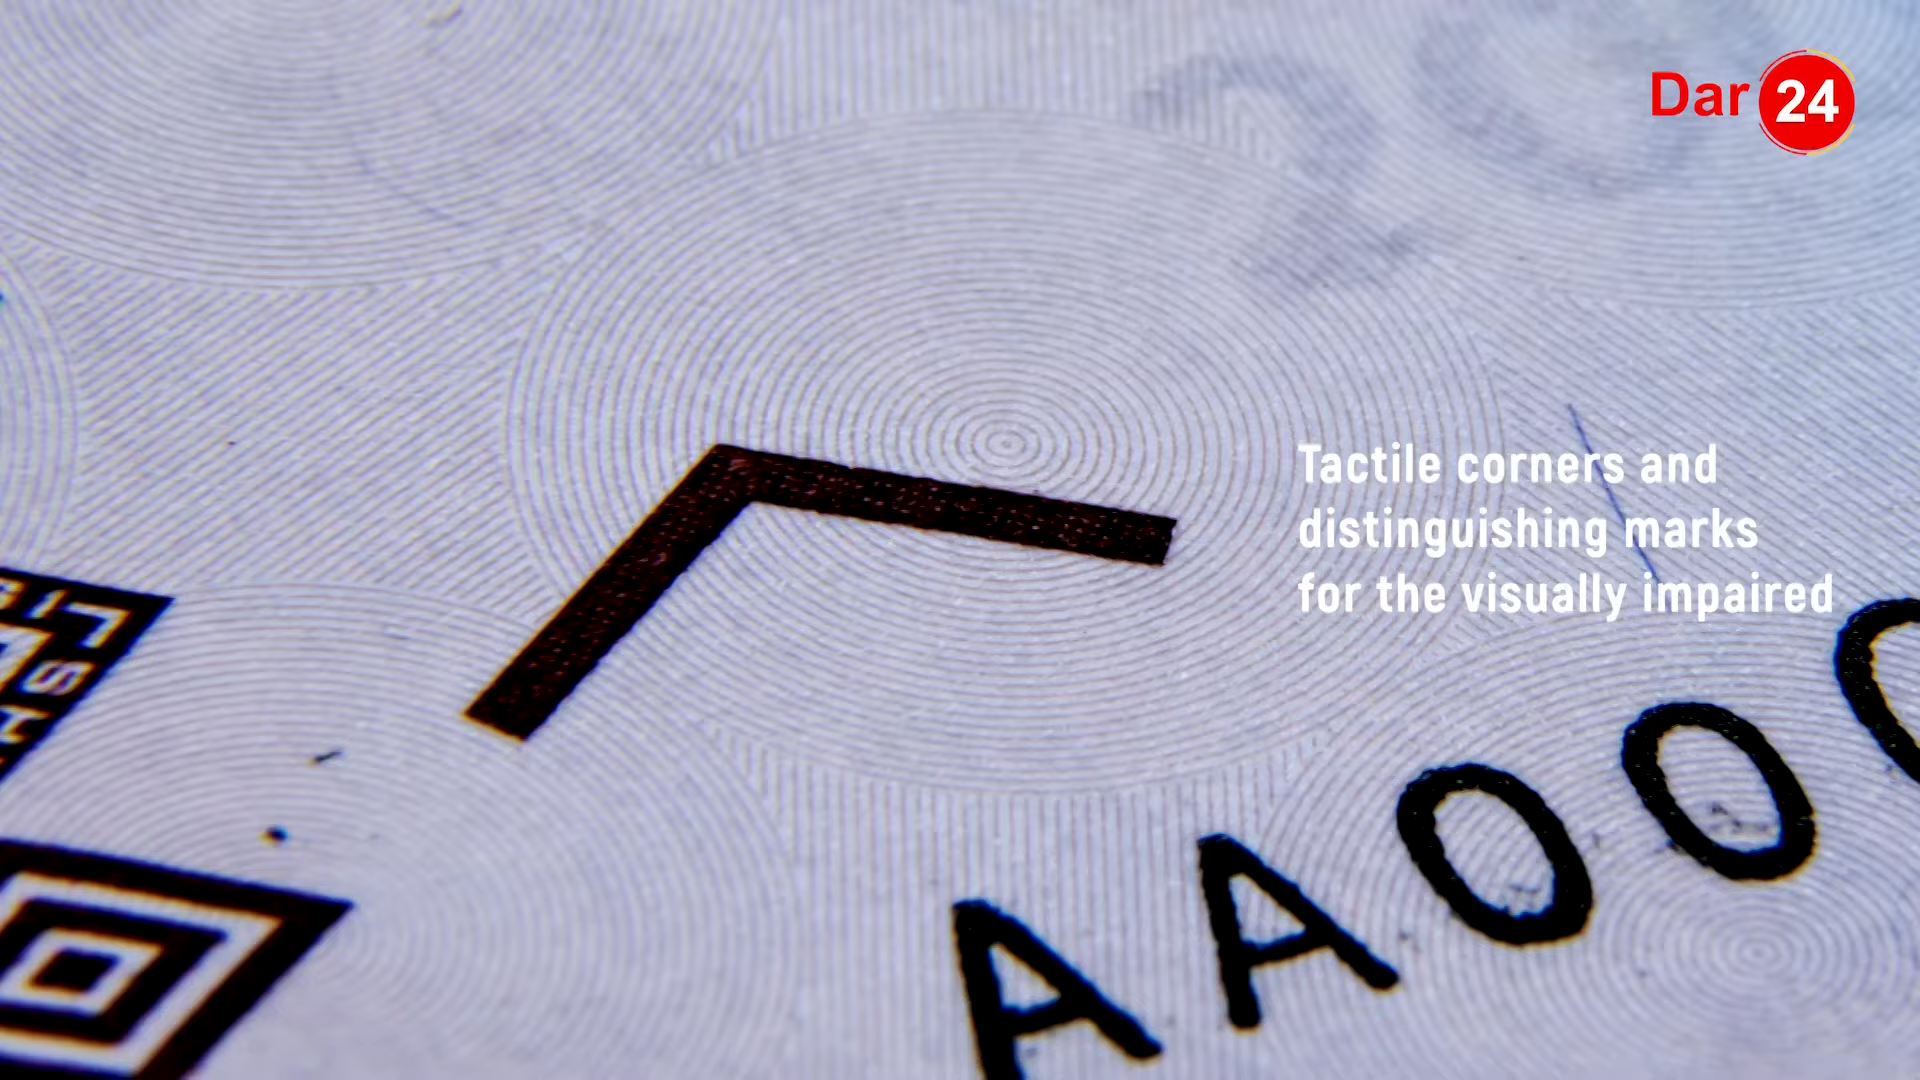 Dar 24
Tactile corners and
distinguishing marks
for the visually impaired
AA00